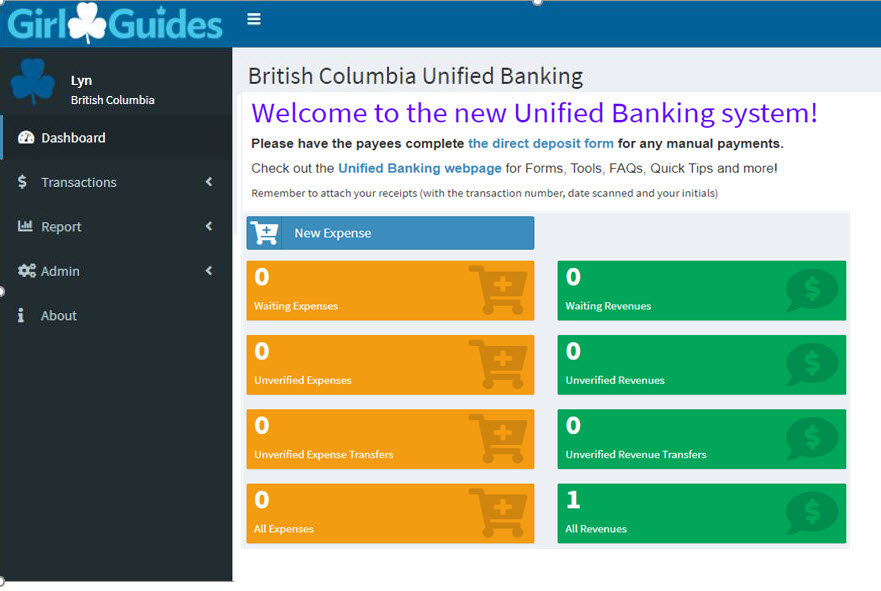 Girl Guides
Lyn
British Columbia
Dashboard
$ Transactions
Report
Admin
i About
British Columbia Unified Banking
Welcome to the new Unified Banking system!
Please have the payees complete the direct deposit form for any manual payments.
Check out the Unified Banking webpage for Forms, Tools, FAQs, Quick Tips and more!
Remember to attach your receipts (with the transaction number, date scanned and your initials)
New Expense
0
Waiting Expenses
0
Waiting Revenues
0
Unverified Expenses
0
Unverified Revenues
0
Unverified Expense Transfers
0
Unverified Revenue Transfers
0
All Expenses
1
All Revenues